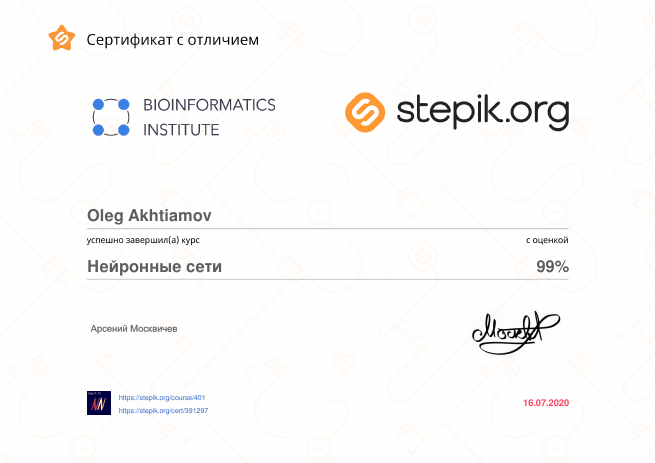 Сертификат с отличием
BIOINFORMATICS
INSTITUTE
stepik.org
Oleg Akhtiamov
успешно завершил(а) курс
с оценкой
Нейронные сети
99%
Арсений Москвичев
https://stepik.org/course/401
https://stepik.org/cert/391297
16.07.2020